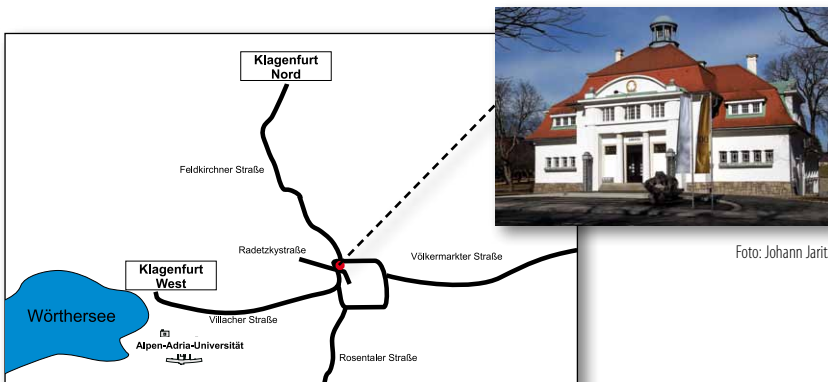 Klagenfurt
Nord
Feldkirchner Straße
Radetzkystraße
Völkermarkter Straße
Foto: Johann Jarit
Klagenfurt
West
Wörthersee
Villacher Straße
Alpen-Adria-Universität
Rosentaler Straße